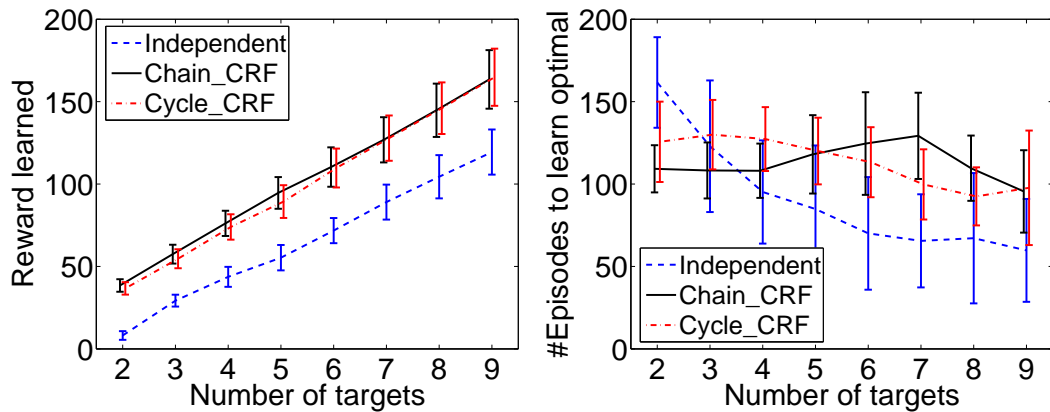 Reward learned
200
150
100
50
0
Independent
Chain_CRF
Cycle_CRF
2 3 4 5 6 7 8 9
Number of targets
#Episodes to learn optimal
200
150
100
50
0
Independent
Chain_CRF
Cycle_CRF
2 3 4 5 6 7 8 9
Number of targets